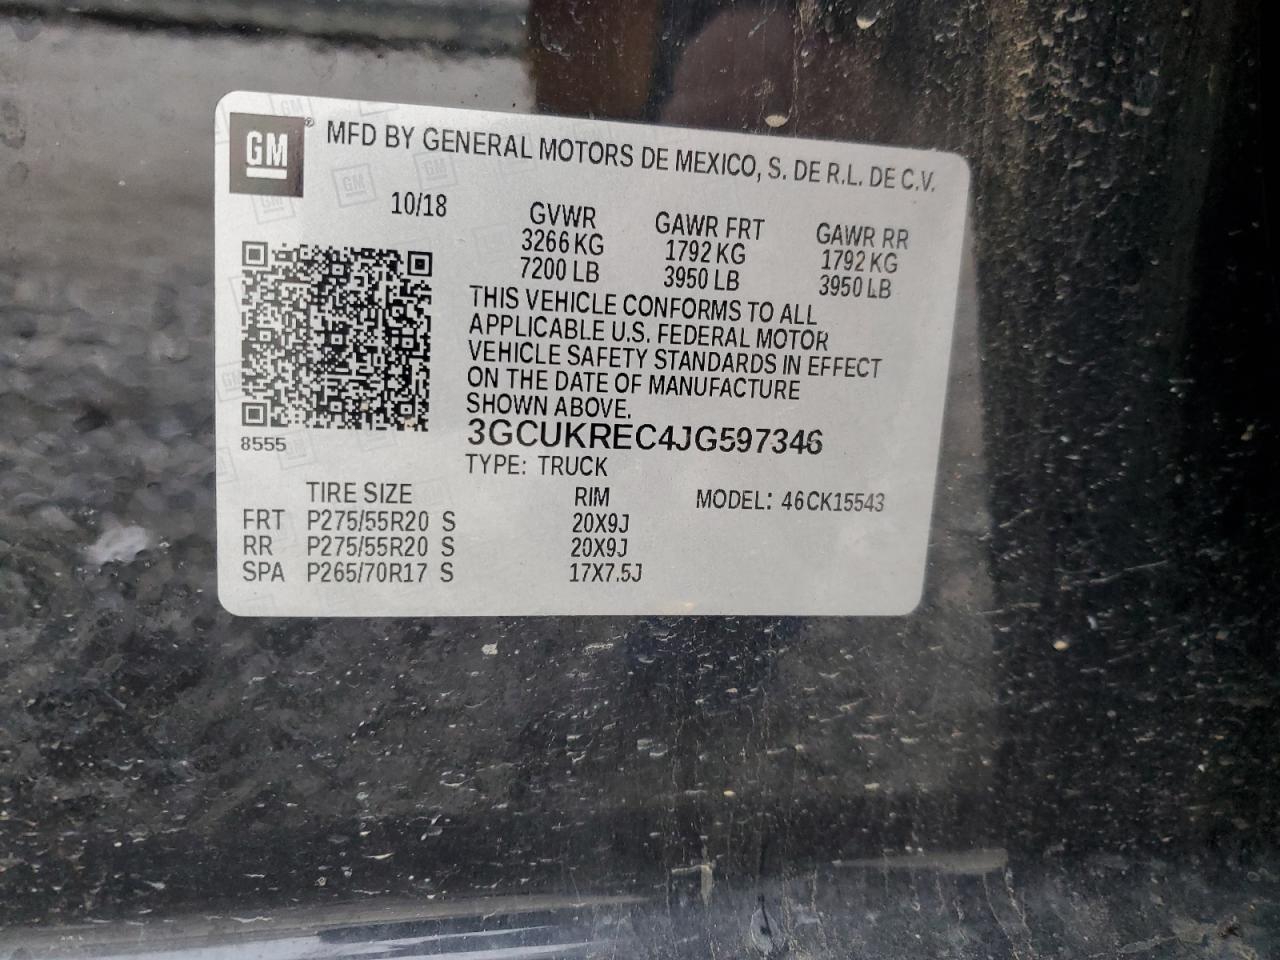 GM® MFD BY GENERAL MOTORS DE MEXICO, S. DE R.L. DE C.V.
10/18
GVWR
3266 KG
7200 LB
GAWR FRT
1792 KG
3950 LB
GAWR RR
1792 KG
3950 LB
THIS VEHICLE CONFORMS TO ALL
APPLICABLE U.S. FEDERAL MOTOR
VEHICLE SAFETY STANDARDS IN EFFECT
ON THE DATE OF MANUFACTURE
SHOWN ABOVE.
8555
3GCUKREC4JG597346
TYPE: TRUCK
TIRE SIZE RIM MODEL: 46CK15543
FRT P275/55R20 S 20X9J
RR P275/55R20 S 20X9J
SPA P265/70R17 S 17X7.5J